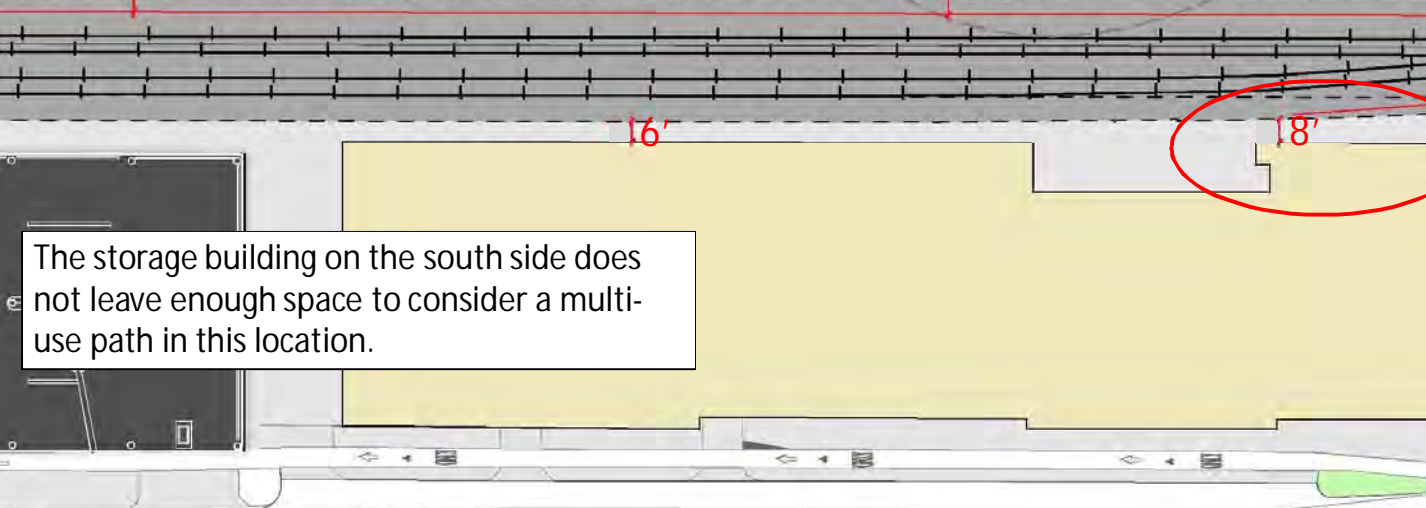 6'
8'
The storage building on the south side does
not leave enough space to consider a multi-
use path in this location.